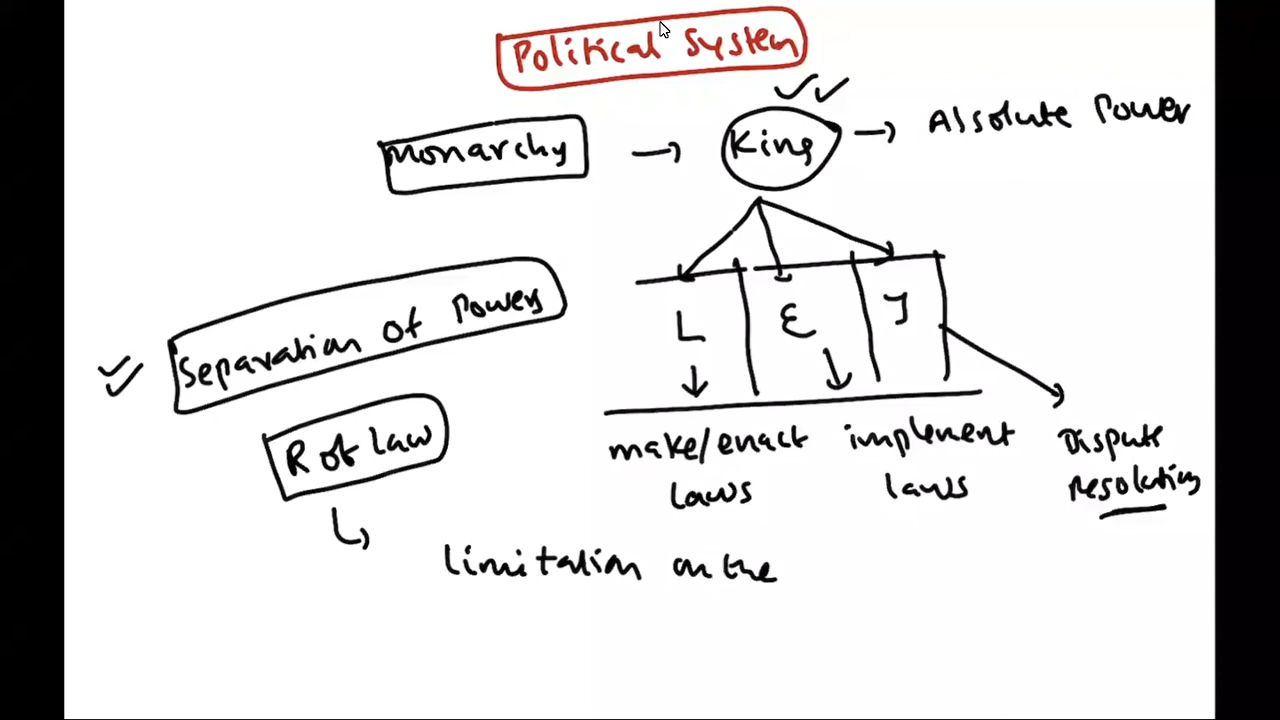 Political System
Monarchy → King → Absolute Power
Separation of Powers
L E J
R of law
make/enact laws
implement laws
Dispute resolution
limitation on the